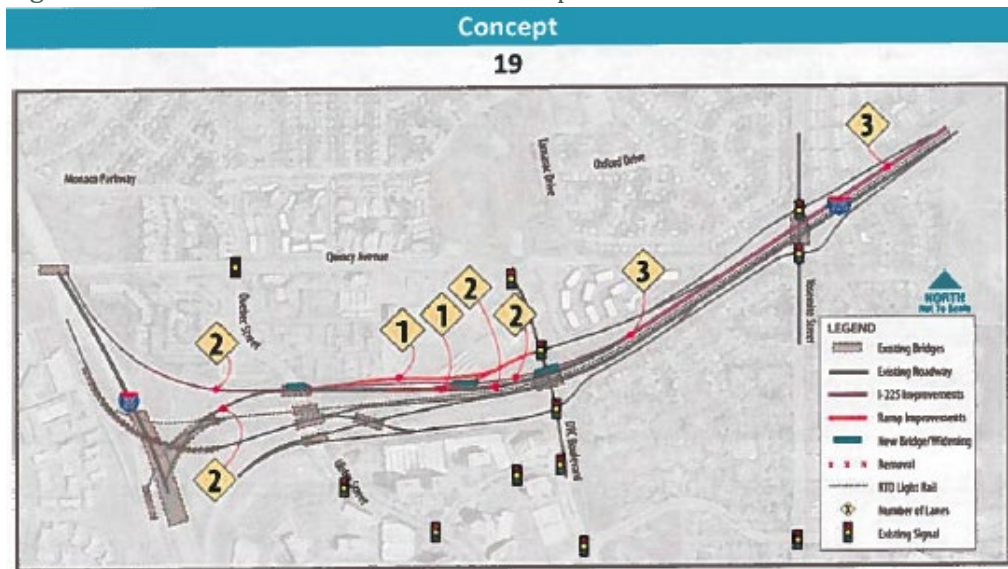 Concept
19
3
Tamarac Drive
Oxford Drive
Monaco Parkway
225
Quincy Avenue
Quebec Street
2
1
1
2
2
3
Yosemite Street
NORTH
Not To Scale
2
DTC Boulevard
LEGEND
Existing Bridges
Existing Roadway
I-225 Improvements
Ramp Improvements
New Bridge/Widening
Removal
RTD Light Rail
X
Number of Lanes
Existing Signal